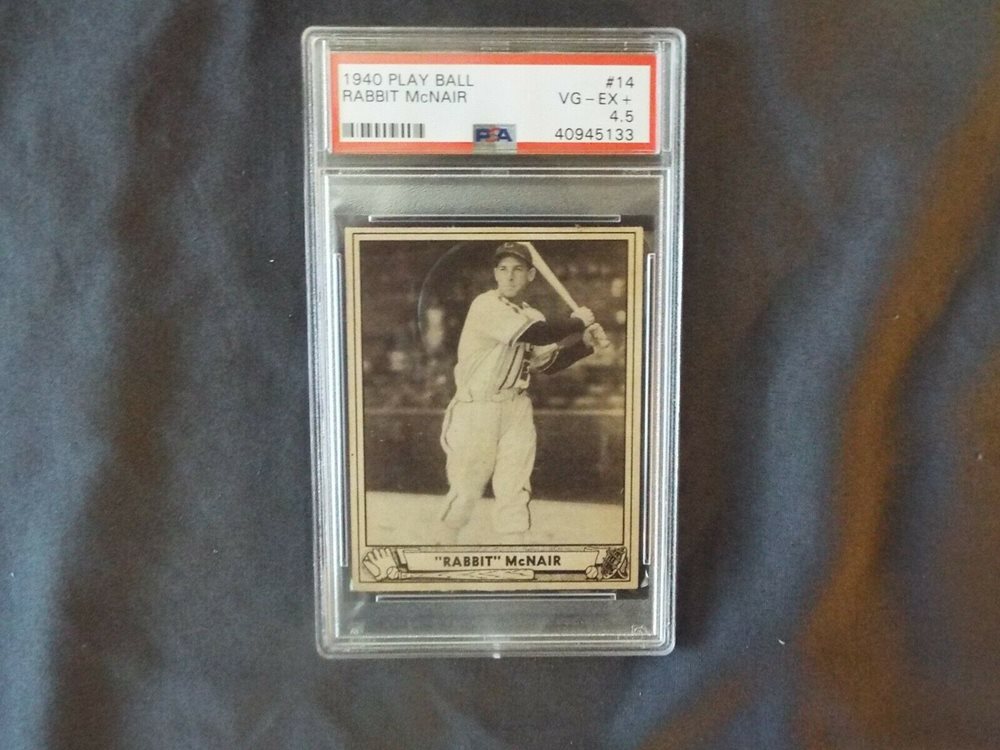 1940 PLAY BALL
RABBIT McNAIR
#14
VG – EX +
4.5
PSA
40945133
"RABBIT" McNAIR